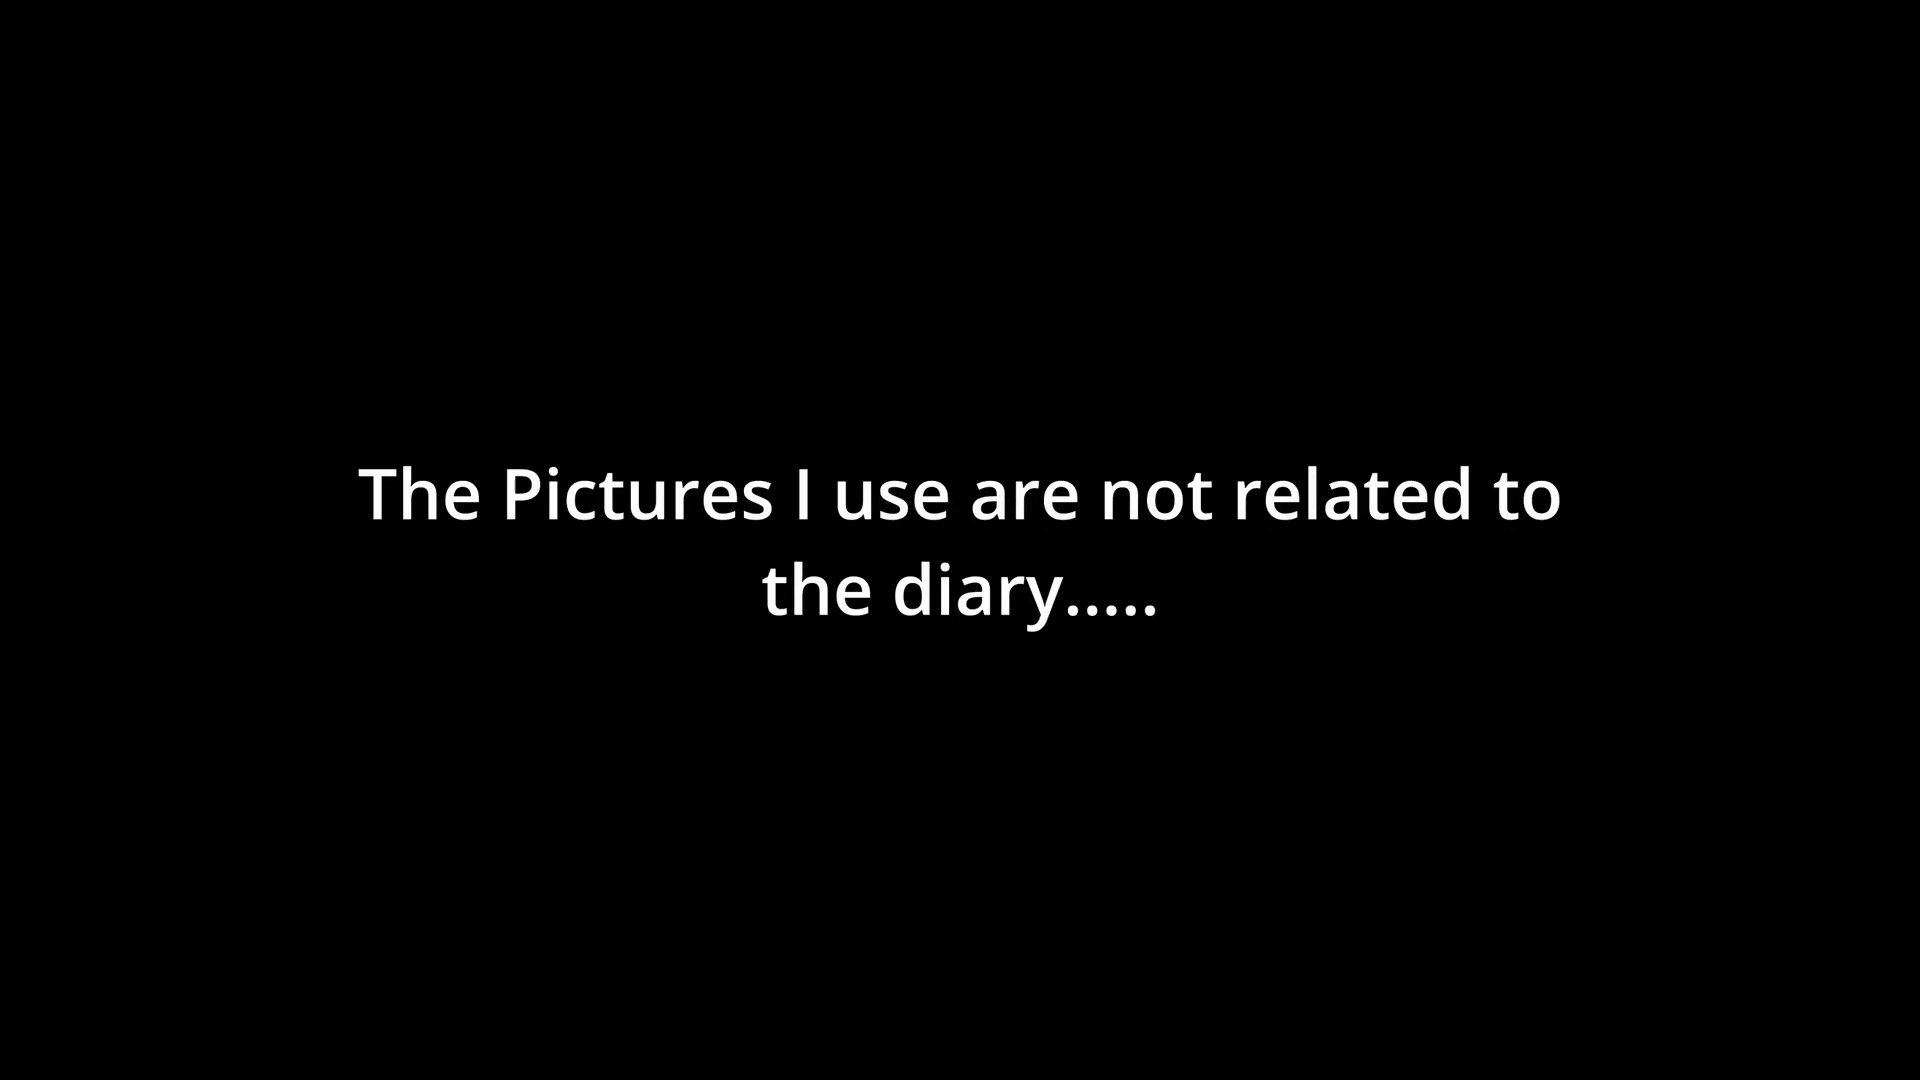 The Pictures I use are not related to
the diary.....